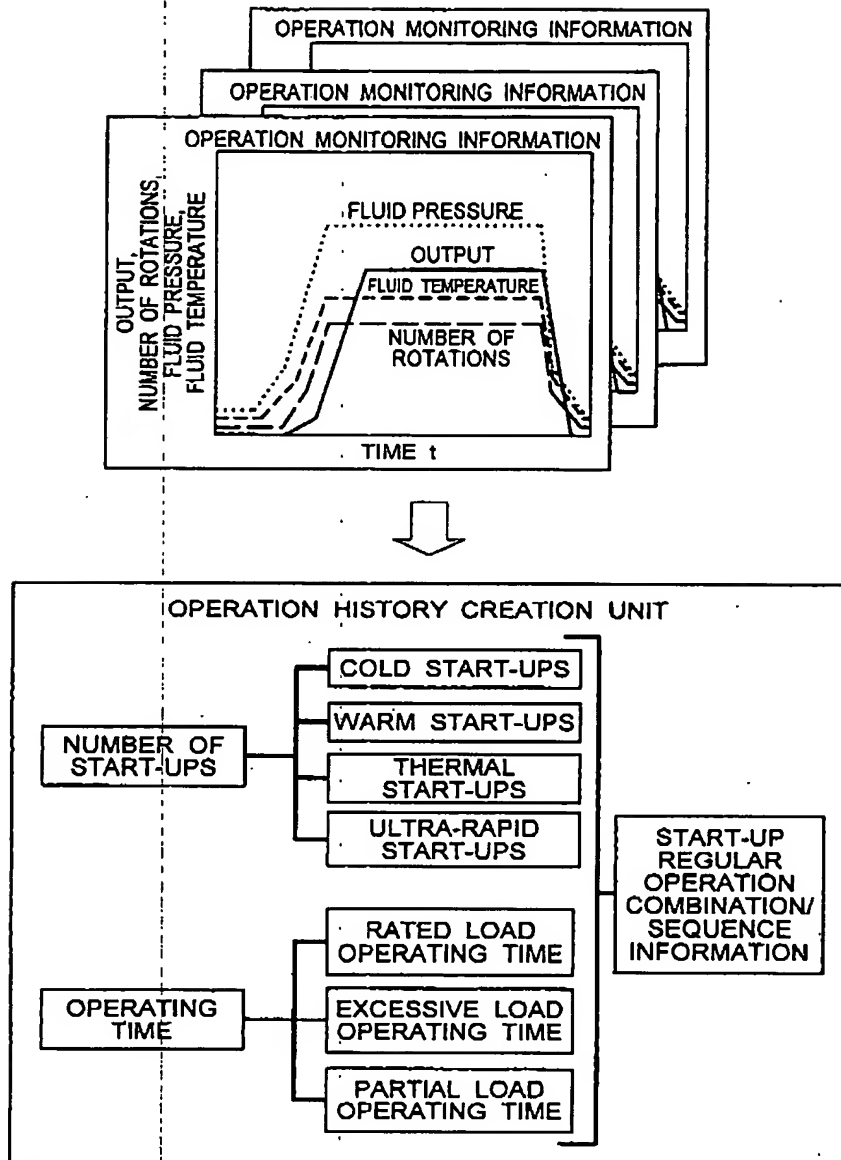 OPERATION MONITORING INFORMATION
OPERATION MONITORING INFORMATION
OPERATION MONITORING INFORMATION
OUTPUT,
NUMBER OF ROTATIONS,
FLUID PRESSURE,
FLUID TEMPERATURE
FLUID PRESSURE
OUTPUT
FLUID TEMPERATURE
NUMBER OF
ROTATIONS
TIME t
OPERATION HISTORY CREATION UNIT
NUMBER OF
START-UPS
COLD START-UPS
WARM START-UPS
THERMAL
START-UPS
ULTRA-RAPID
START-UPS
OPERATING
TIME
RATED LOAD
OPERATING TIME
EXCESSIVE LOAD
OPERATING TIME
PARTIAL LOAD
OPERATING TIME
START-UP
REGULAR
OPERATION
COMBINATION/
SEQUENCE
INFORMATION